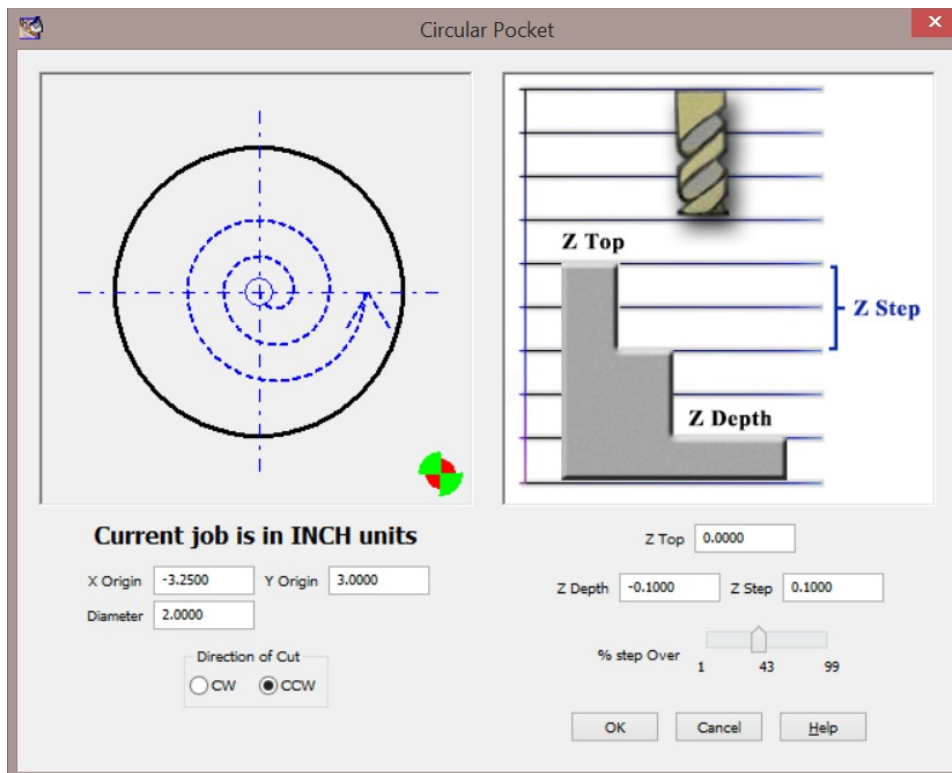 Circular Pocket
Z Top
Z Step
Z Depth
Current job is in INCH units
X Origin -3.2500 Y Origin 3.0000
Diameter 2.0000
Direction of Cut
CW CCW
Z Top 0.0000
Z Depth -0.1000 Z Step 0.1000
% step Over
1 43 99
OK Cancel Help